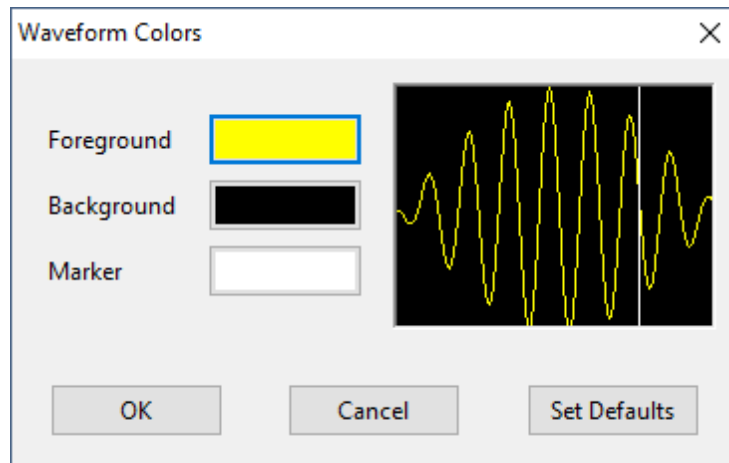 Waveform Colors
Foreground
Background
Marker
OK Cancel Set Defaults